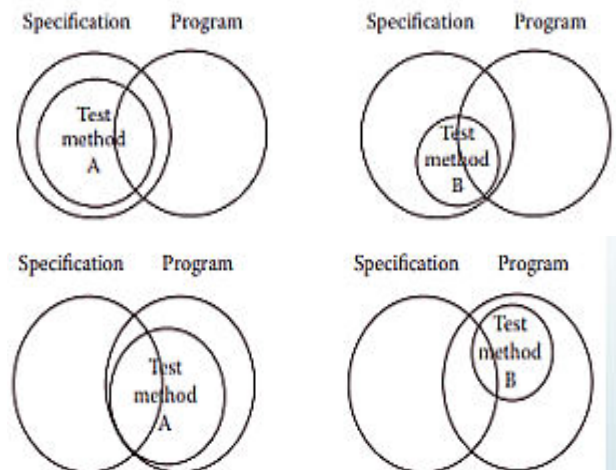 Specification Program
Test
method
A
Specification Program
Test
method
B
Specification Program
Test
method
A
Specification Program
Test
method
B